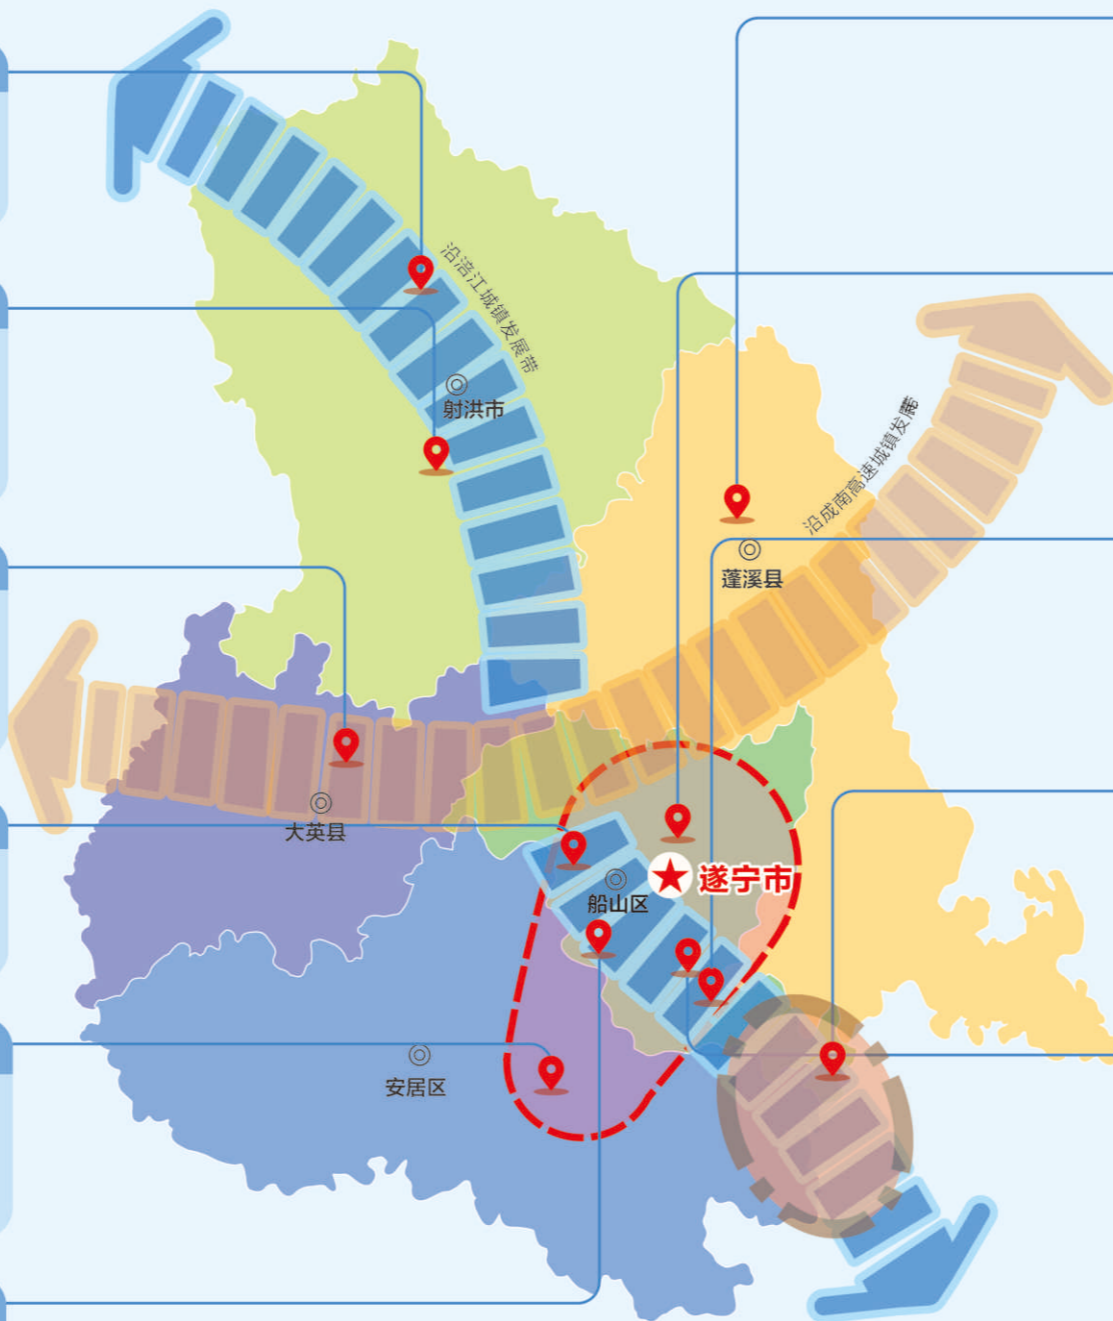 沿涪江城镇发展带
射洪市
沿成南高速城镇发展带
蓬溪县
大英县
遂宁市
船山区
安居区